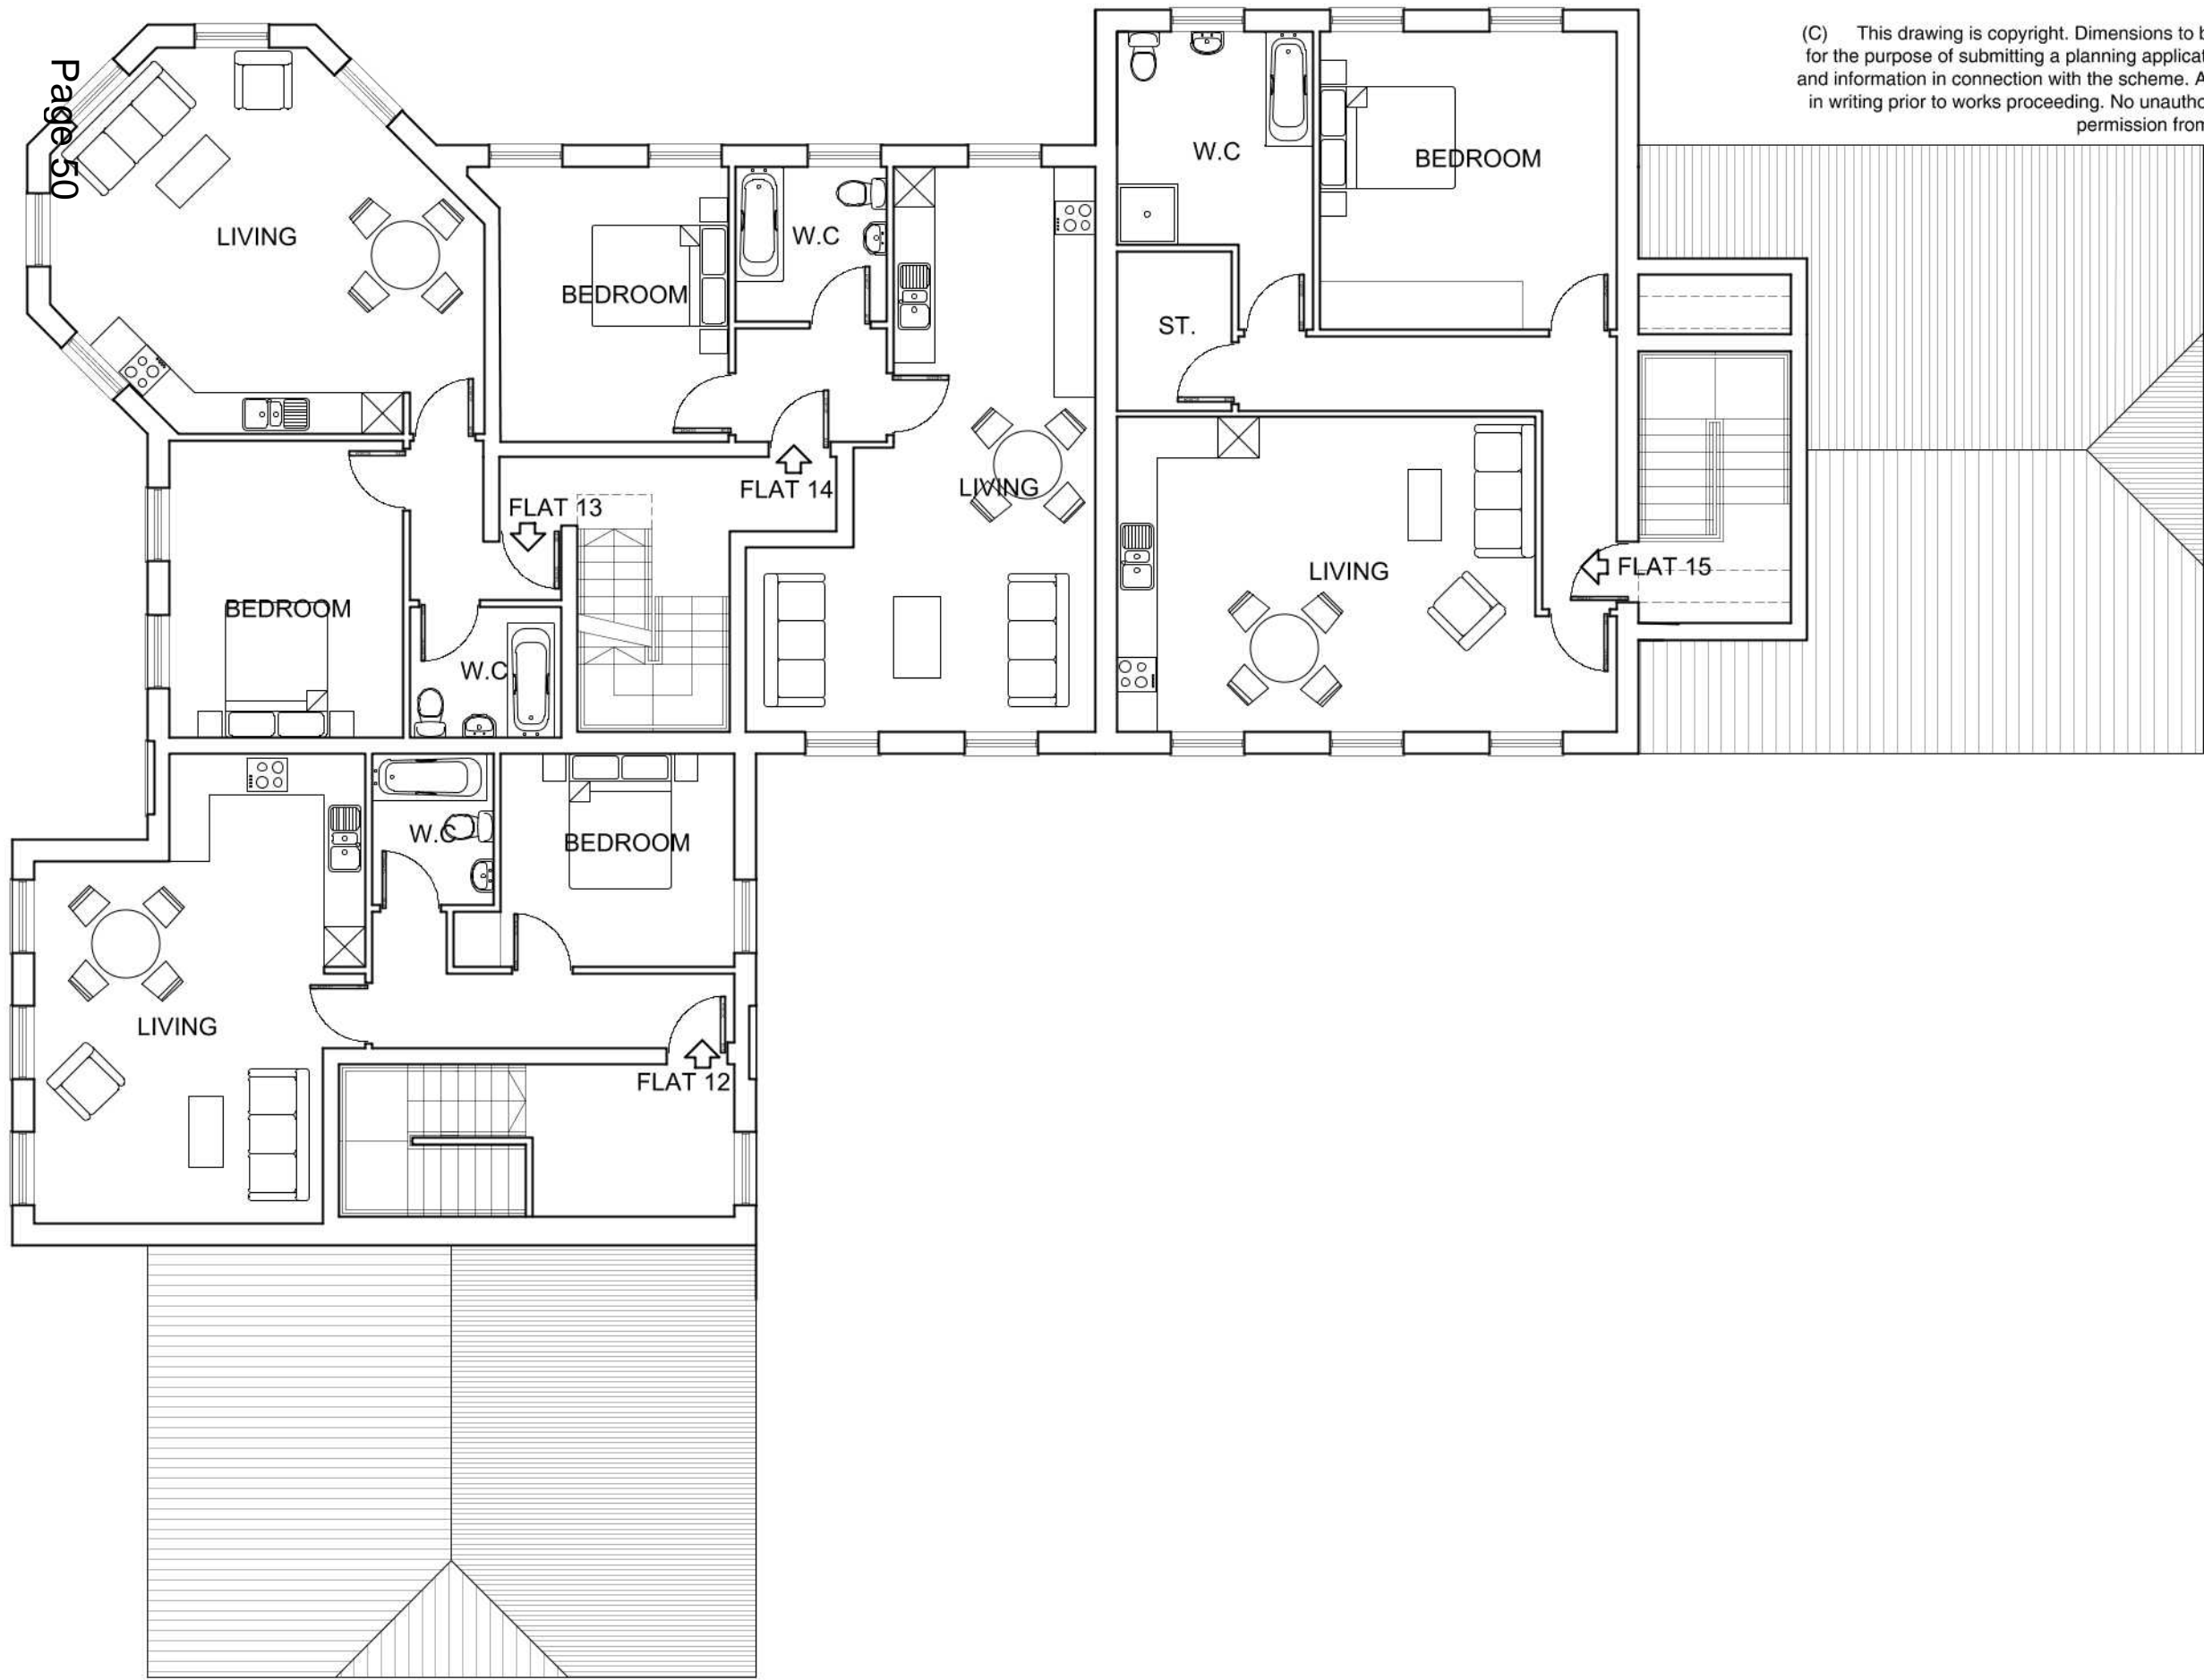 (C) This drawing is copyright. Dimensions to b
for the purpose of submitting a planning applicat
and information in connection with the scheme. A
in writing prior to works proceeding. No unautho
permission from
Page 50
W.C
BEDROOM
LIVING
W.C
BEDROOM
ST.
FLAT 14
LIVING
FLAT 13
FLAT 15
LIVING
BEDROOM
W.C
W.C
BEDROOM
LIVING
FLAT 12